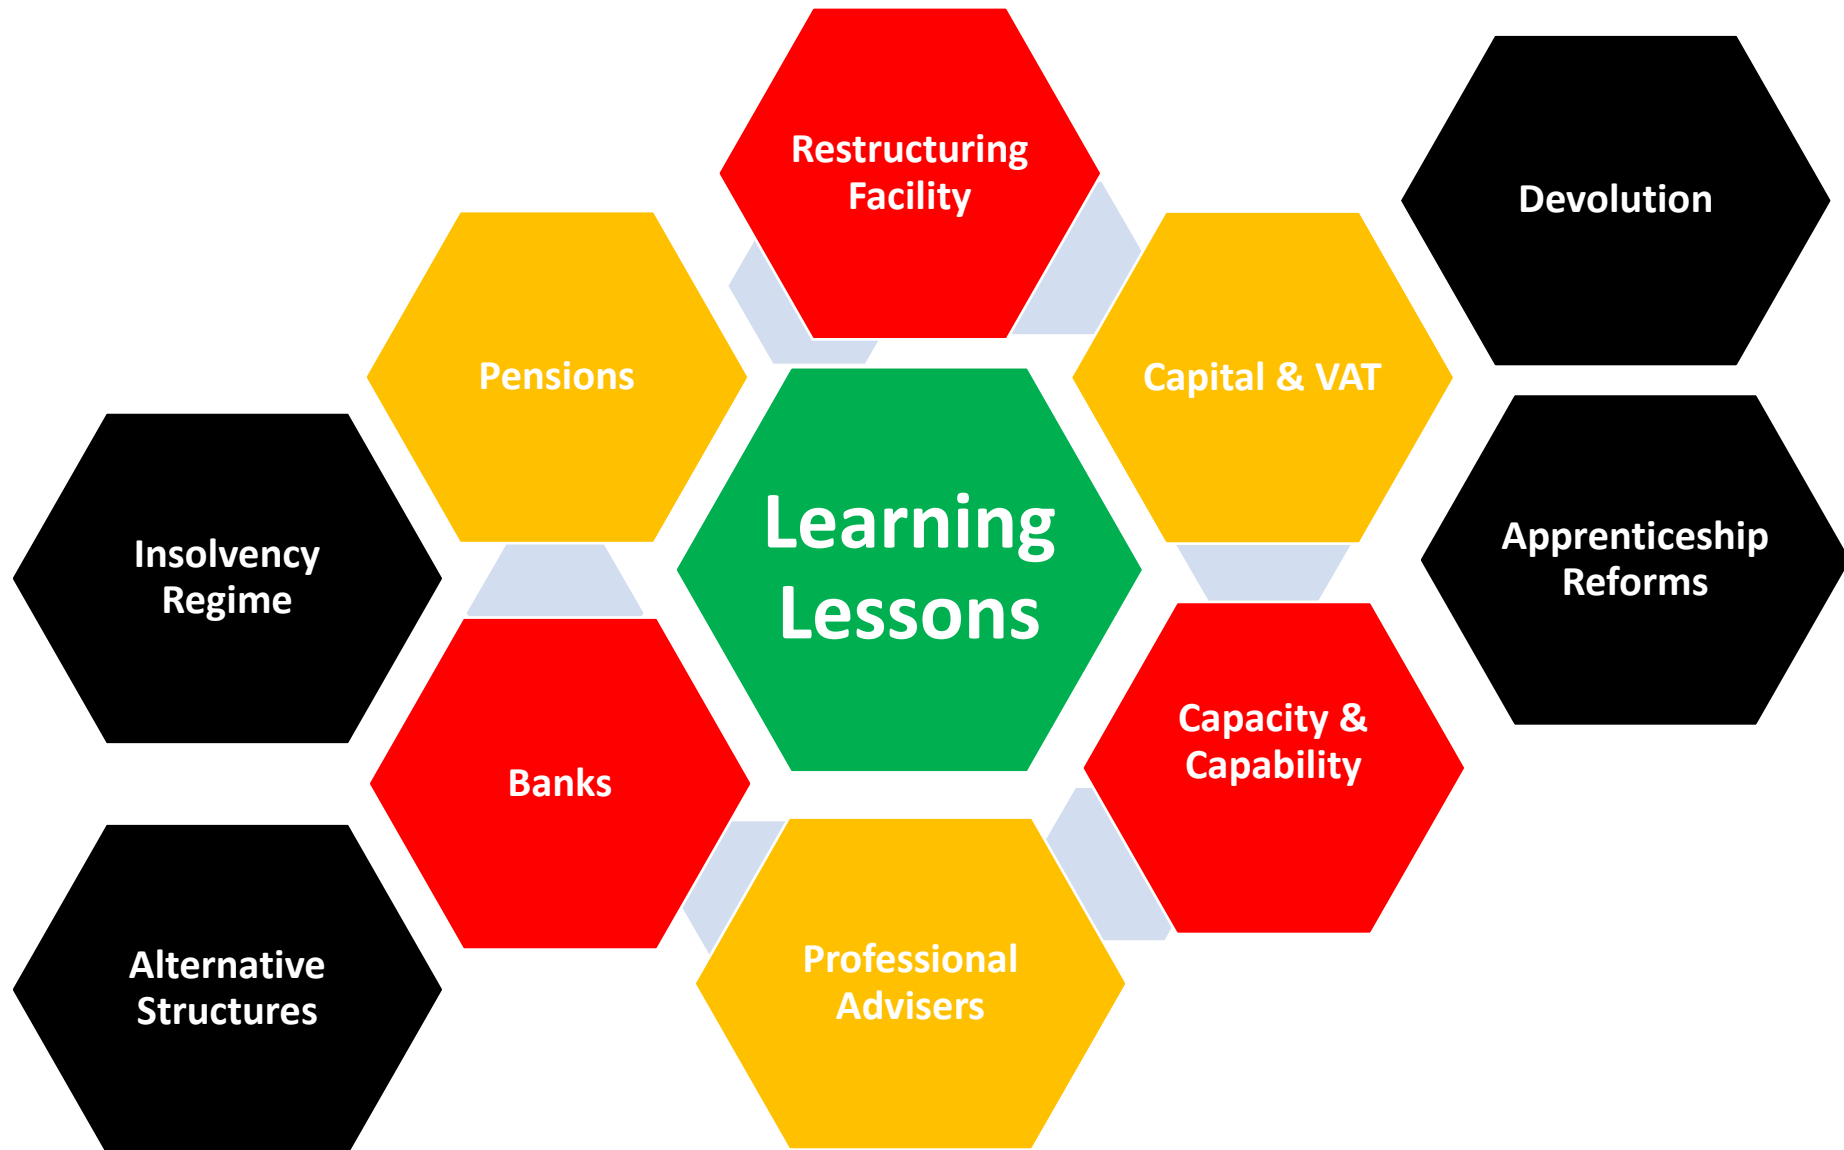 Restructuring
Facility
Devolution
Pensions
Capital & VAT
Learning
Lessons
Insolvency
Regime
Apprenticeship
Reforms
Banks
Capacity &
Capability
Alternative
Structures
Professional
Advisers